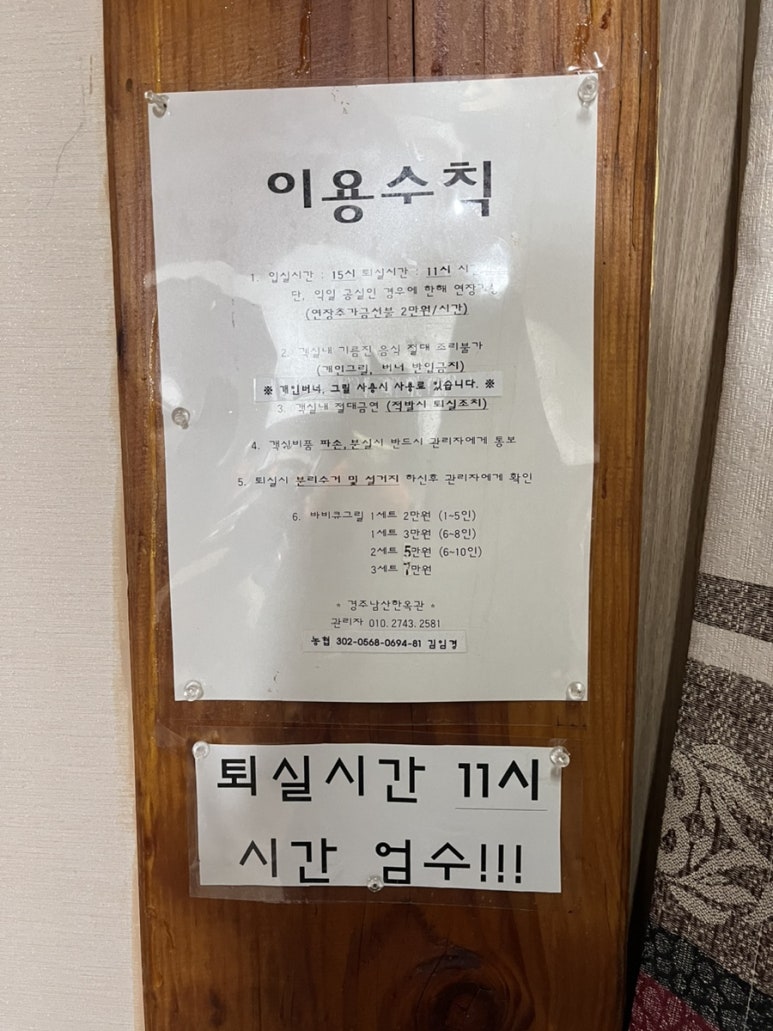 이용수칙
1. 입실시간 : 15시 퇴실시간 : 11시
단, 익일 공실인 경우에 한해 연장가능
(연장추가금선불 2만원/시간)
2. 객실내 기름진 음식 절대 조리불가
(개인그릴, 버너 반입금지)
※ 개인버너, 그릴 사용시 사용료 있습니다. ※
3. 객실내 절대금연 (적발시 퇴실조치)
4. 객실비품 파손,분실시 반드시 관리자에게 통보
5. 퇴실시 분리수거 및 설거지 하신후 관리자에게 확인
6. 바비큐그릴 1세트 2만원 (1~5인)
1세트 3만원 (6~8인)
2세트 5만원 (6~10인)
3세트 7만원
* 경주남산한옥관 *
관리자 010.2743.2581
농협 302-0568-0694-81 김임경
퇴실시간 11시
시간 엄수!!!